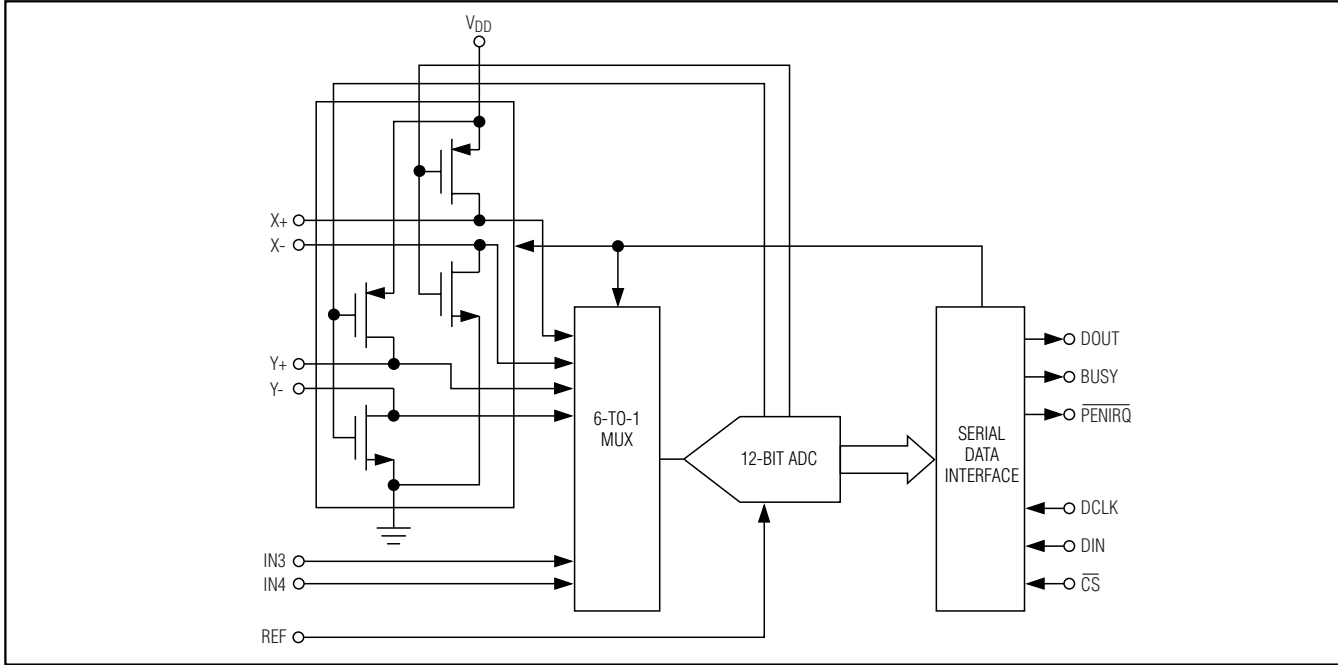 VDD
X+
X-
Y+
Y-
6-TO-1
MUX
12-BIT ADC
SERIAL
DATA
INTERFACE
DOUT
BUSY
PENIRQ
DCLK
DIN
CS
IN3
IN4
REF